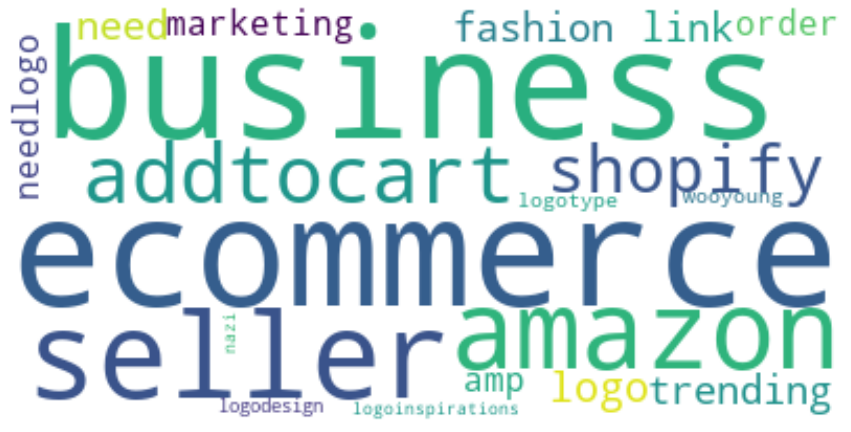 need marketing fashion link order
needlogo
business
addtocart shopify
logotype wooyoung
ecommerce
seller amazon
nazi
amp logo trending
logodesign logoinspirations